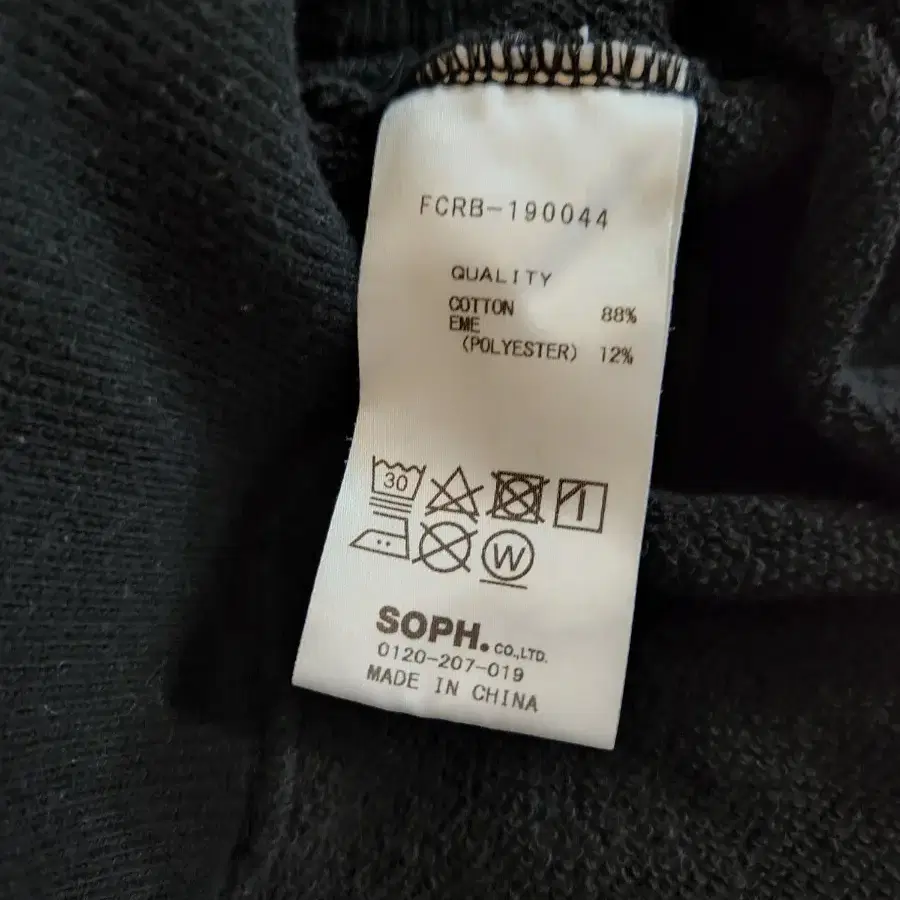 FCRB-190044
QUALITY
COTTON 88%
EME
(POLYESTER) 12%
30
W
SOPH. CO.,LTD.
0120-207-019
MADE IN CHINA